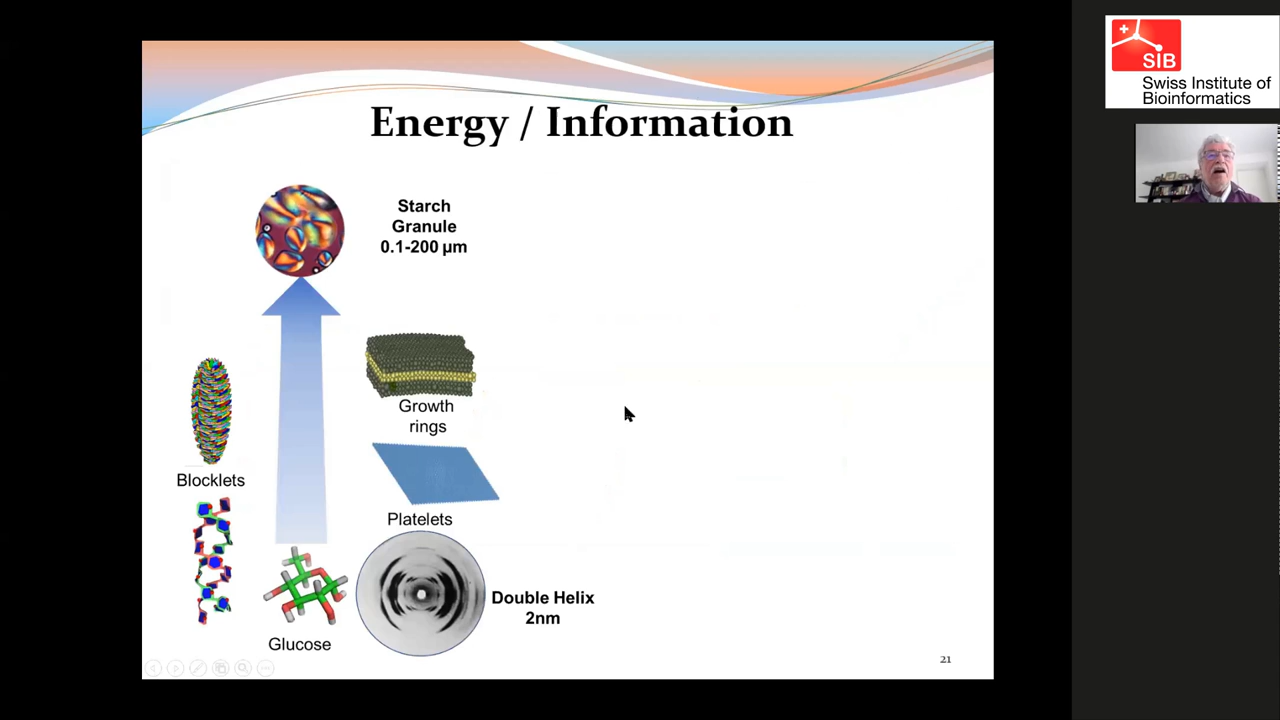 Energy / Information
Starch
Granule
0.1-200 µm
Growth
rings
Blocklets
Platelets
Double Helix
2nm
Glucose
21
SIB
Swiss Institute of
Bioinformatics